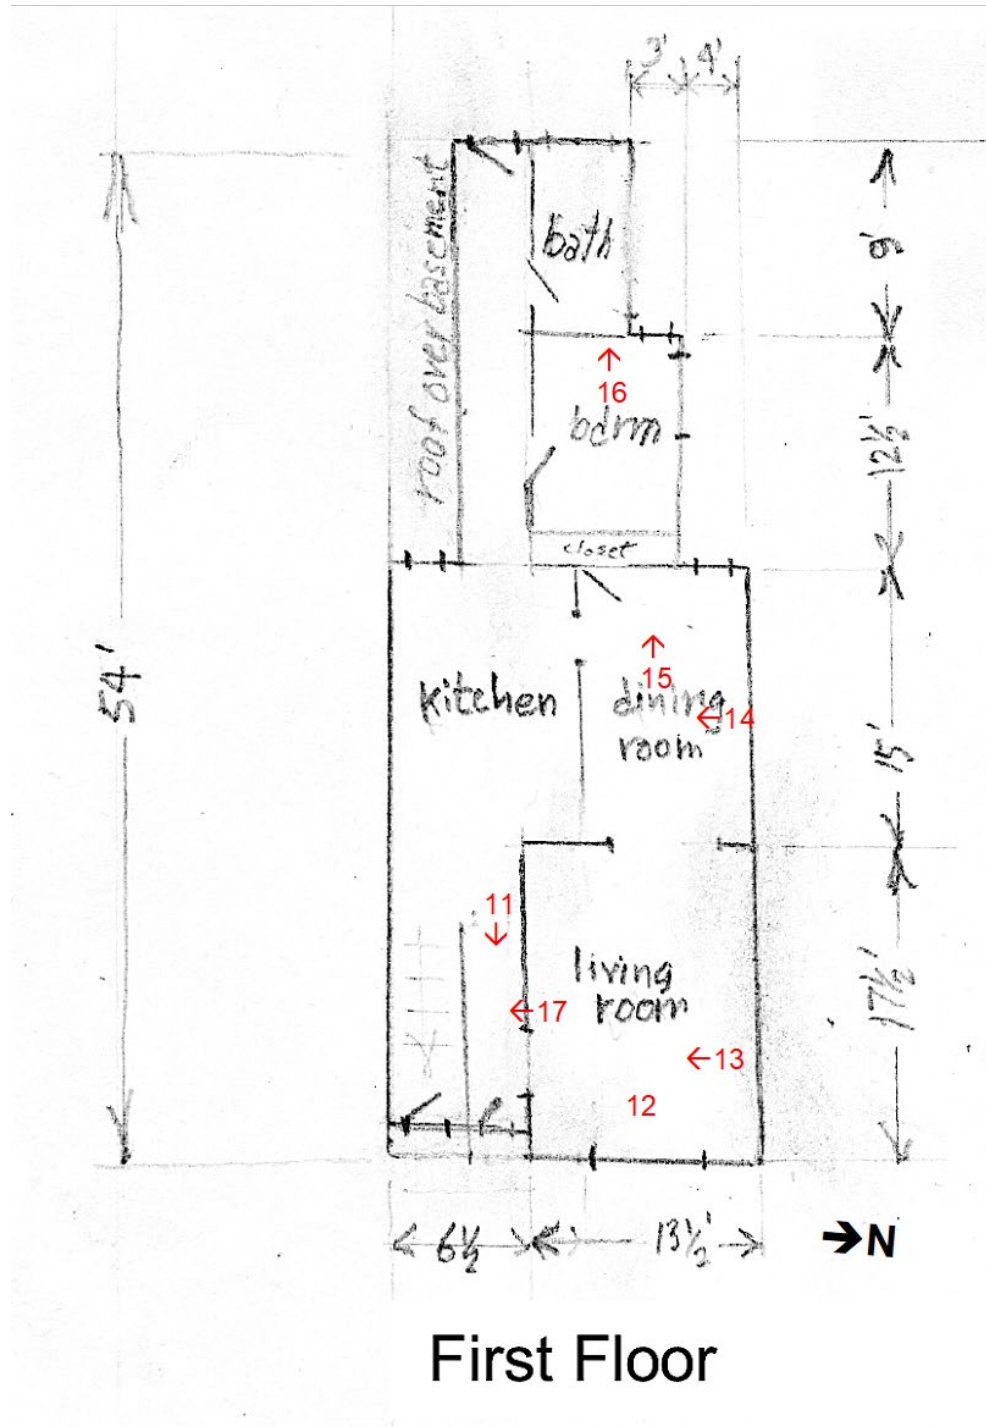 3' 4'
roof over basement
bath
9'
16
bdrm
12½'
closet
54'
kitchen
15
dining
14
room
15'
11
living
room
17
17½'
13
12
6½ 13½'
N
First Floor